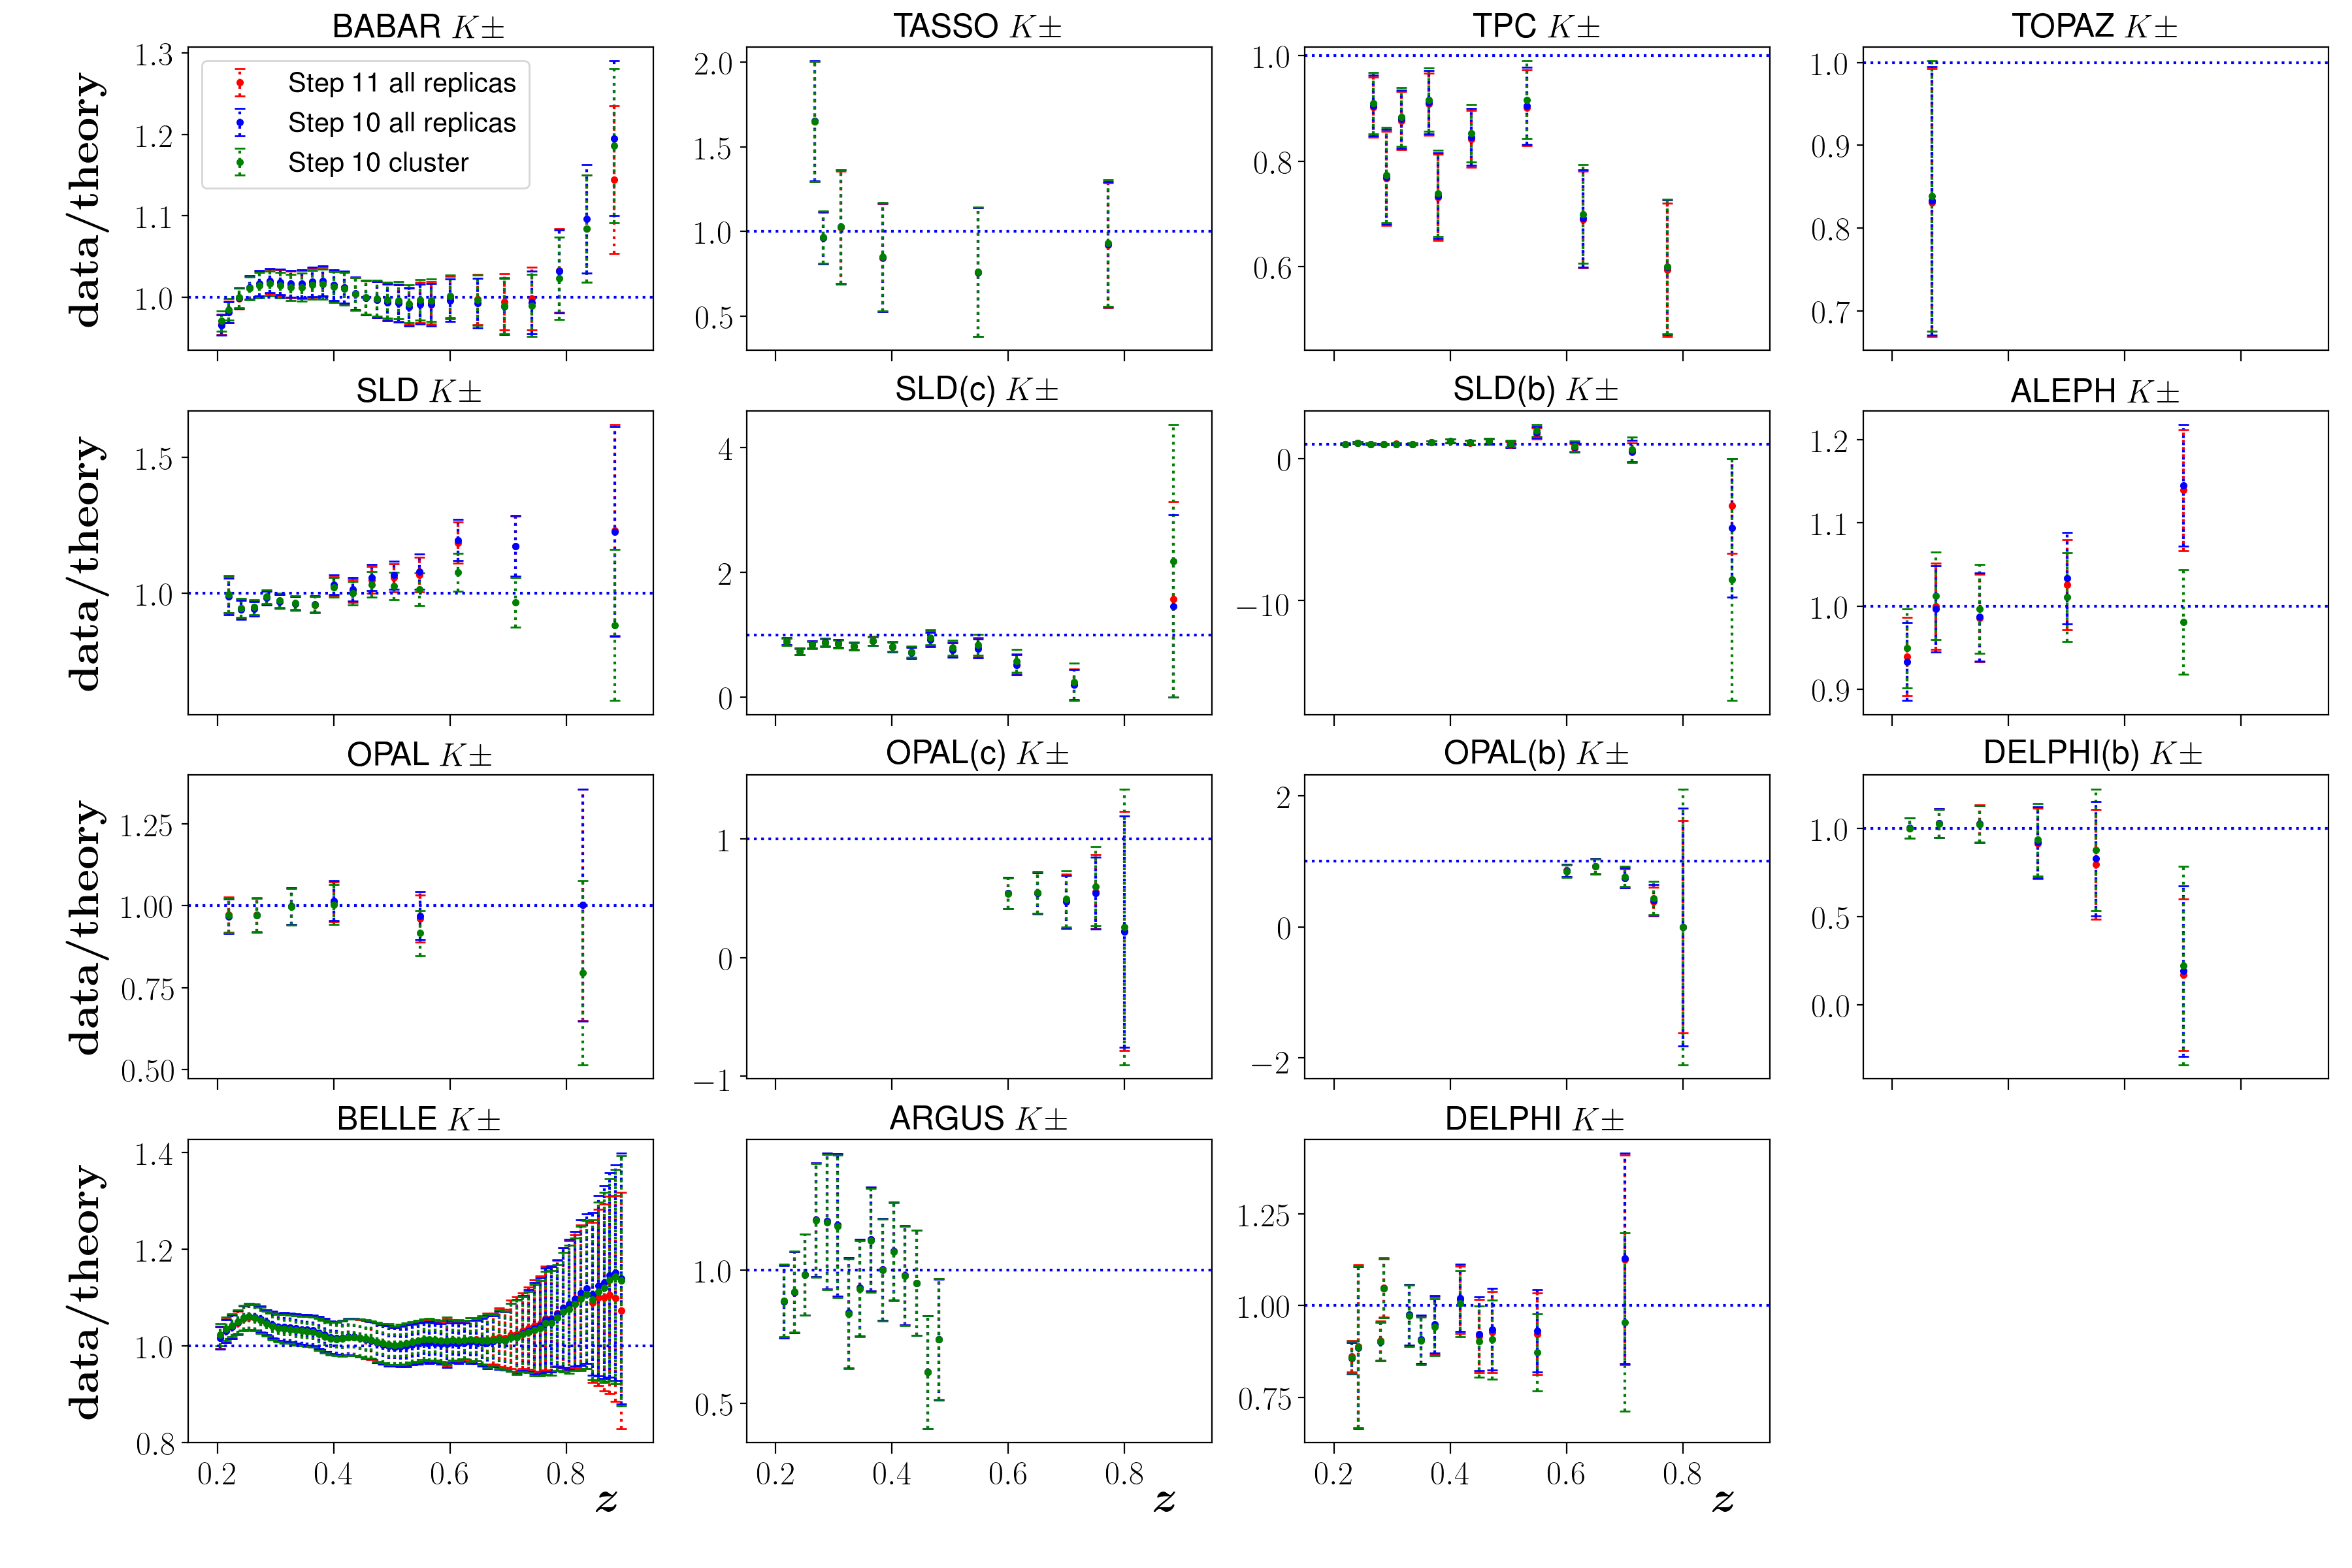 BABAR K±
TASSO K±
TPC K±
TOPAZ K±
data/theory
1.3
1.2
1.1
1.0
Step 11 all replicas
Step 10 all replicas
Step 10 cluster
2.0
1.5
1.0
0.5
1.0
0.8
0.6
1.0
0.9
0.8
0.7
SLD K±
SLD(c) K±
SLD(b) K±
ALEPH K±
data/theory
1.5
1.0
4
2
0
0
−10
1.2
1.1
1.0
0.9
OPAL K±
OPAL(c) K±
OPAL(b) K±
DELPHI(b) K±
data/theory
1.25
1.00
0.75
0.50
1
0
−1
2
0
−2
1.0
0.5
0.0
BELLE K±
ARGUS K±
DELPHI K±
data/theory
1.4
1.2
1.0
0.8
1.0
0.5
1.25
1.00
0.75
0.2 0.4 0.6 0.8
0.2 0.4 0.6 0.8
0.2 0.4 0.6 0.8
z
z
z